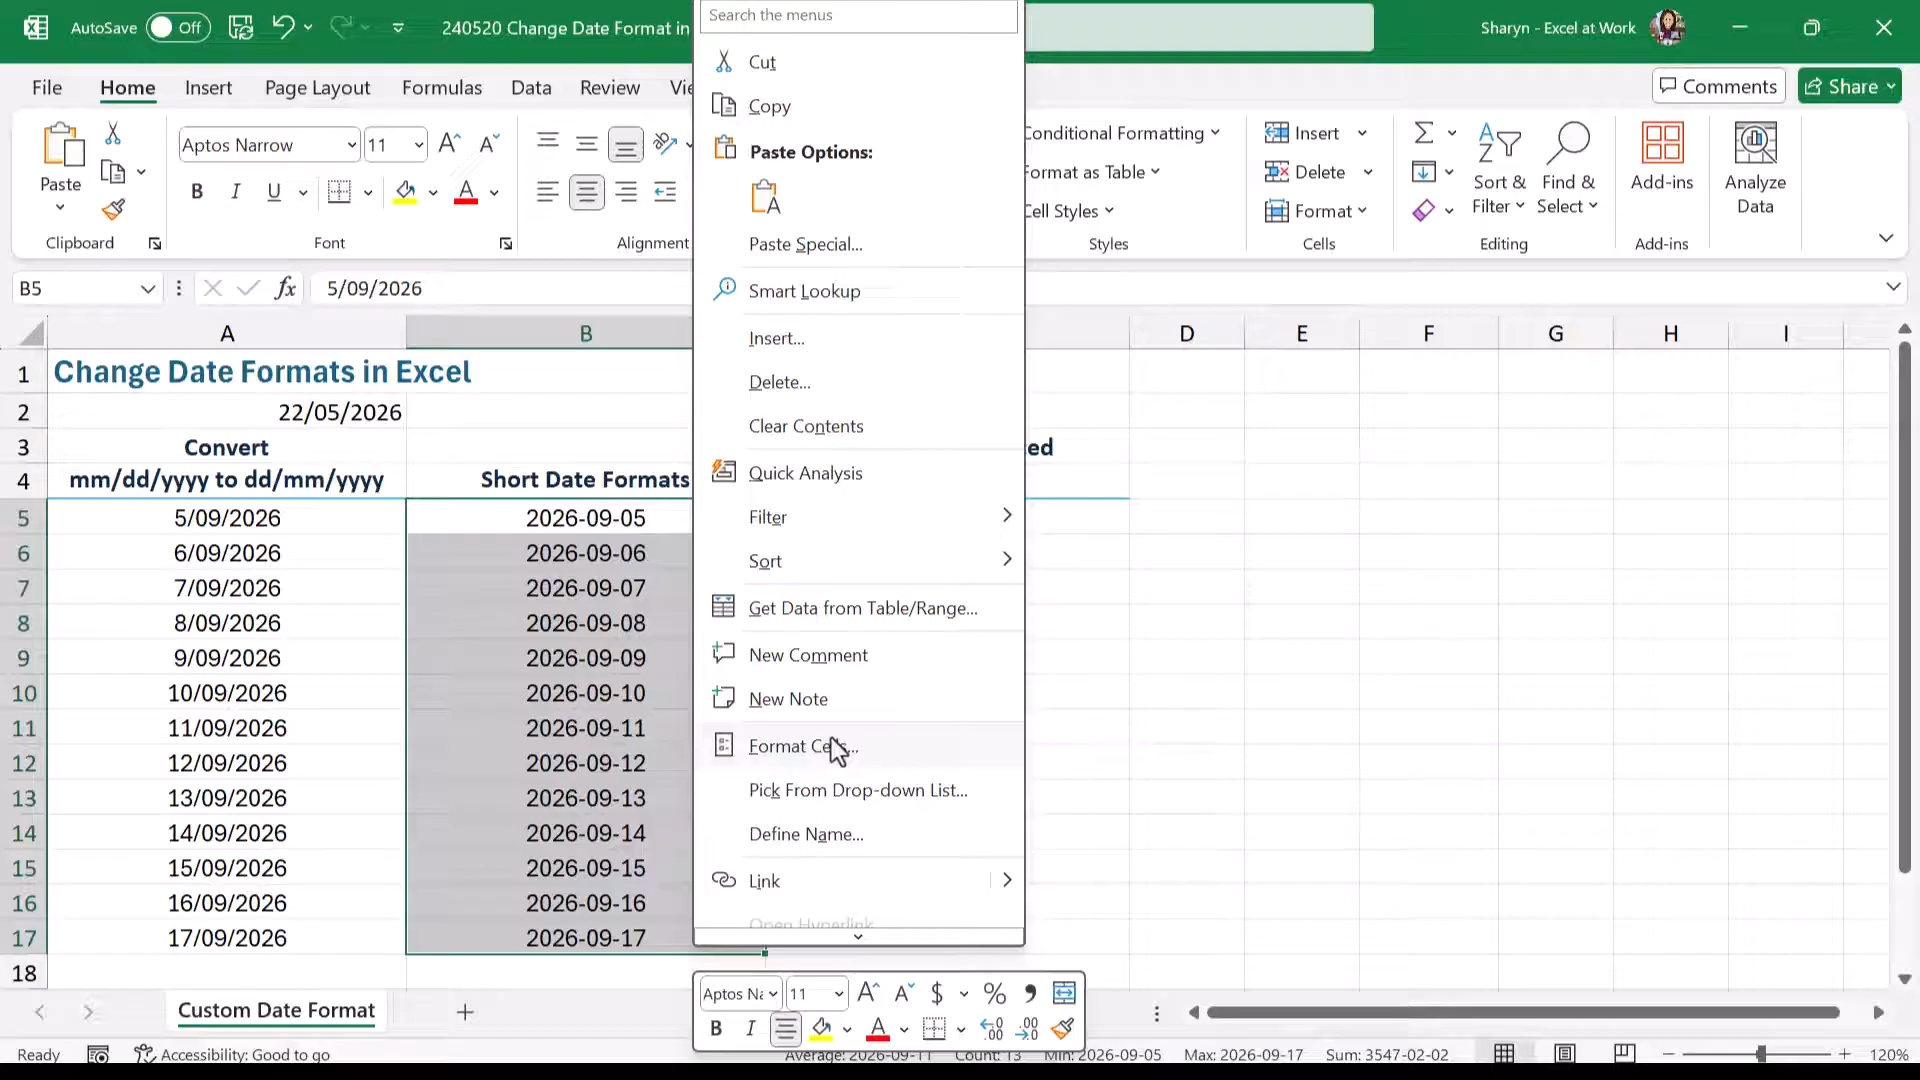 AutoSave Off 240520 Change Date Format in Sharyn - Excel at Work
File Home Insert Page Layout Formulas Data Review Comments Share
Aptos Narrow 11
Conditional Formatting Insert
Paste Format as Table Delete Sort & Find & Add-ins Analyze
B I U Cell Styles Format Filter Select Data
Clipboard Font Alignment Styles Cells Editing Add-ins
B5 fx 5/09/2026
Search the menus
Cut
Copy
Paste Options:
Paste Special...
Smart Lookup
Insert...
Delete...
Clear Contents
Quick Analysis
Filter
Sort
Get Data from Table/Range...
New Comment
New Note
Pick From Drop-down List...
Define Name...
Link
Open Hyperlink
A B D E F G H I
1 Change Date Formats in Excel
2 22/05/2026
3 Convert
4 mm/dd/yyyy to dd/mm/yyyy Short Date Formats
5 5/09/2026 2026-09-05
6 6/09/2026 2026-09-06
7 7/09/2026 2026-09-07
8 8/09/2026 2026-09-08
9 9/09/2026 2026-09-09
10 10/09/2026 2026-09-10
11 11/09/2026 2026-09-11
12 12/09/2026 2026-09-12
13 13/09/2026 2026-09-13
14 14/09/2026 2026-09-14
15 15/09/2026 2026-09-15
16 16/09/2026 2026-09-16
17 17/09/2026 2026-09-17
18
Custom Date Format
11 $ %
B I A
Ready Accessibility: Good to go Average: 2026-09-11 Count: 13 Min: 2026-09-05 Max: 2026-09-17 Sum: 3547-02-02 120%